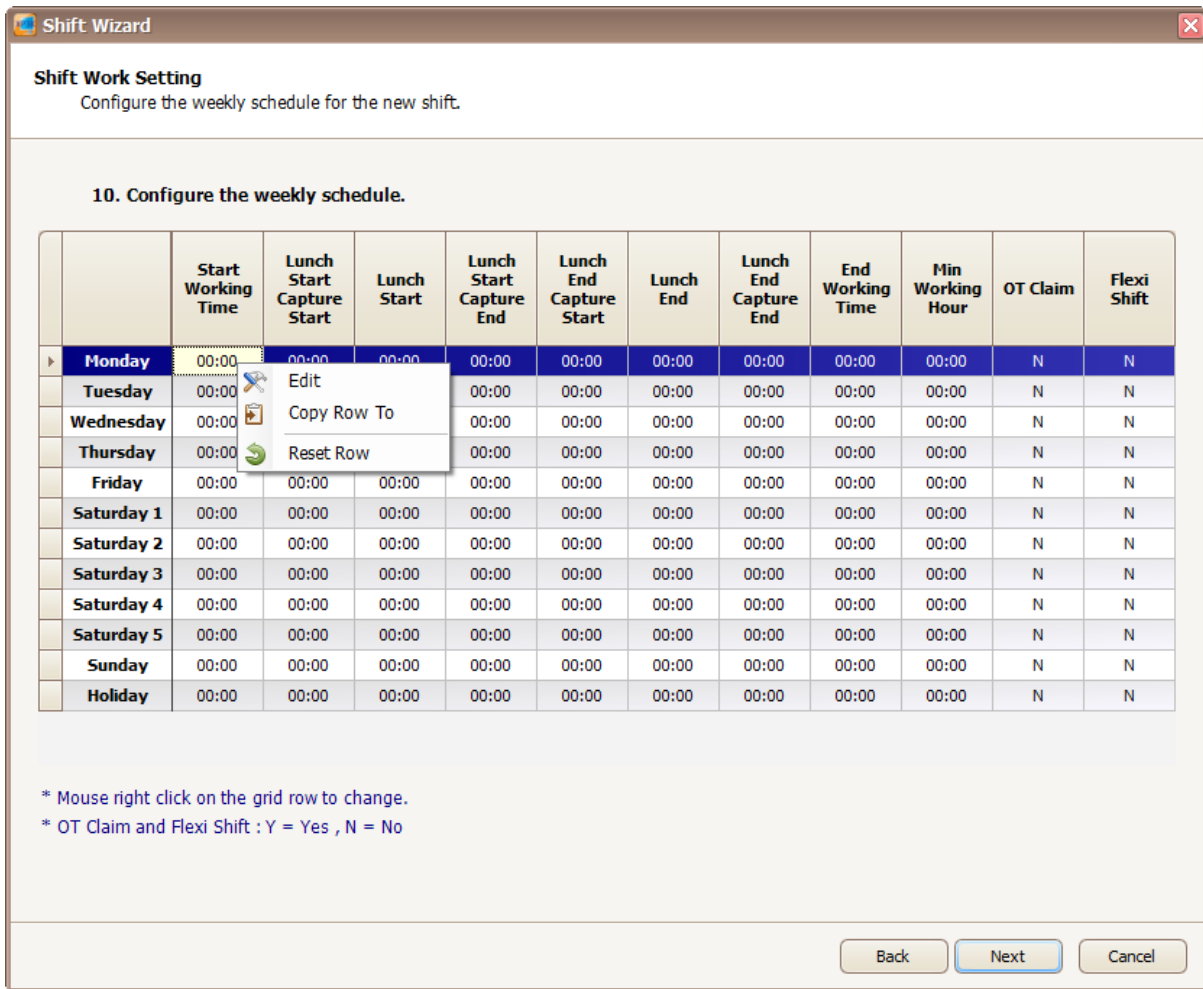 Shift Wizard
Shift Work Setting
Configure the weekly schedule for the new shift.
10. Configure the weekly schedule.
Start Working Time Lunch Start Capture Start Lunch Start Lunch Start Capture End Lunch End Capture Start Lunch End Lunch End Capture End End Working Time Min Working Hour OT Claim Flexi Shift
Monday 00:00 00:00 00:00 00:00 00:00 00:00 00:00 00:00 00:00 N N
Edit
Tuesday 00:00 00:00 00:00 00:00 00:00 00:00 00:00 N N
Copy Row To
Wednesday 00:00 00:00 00:00 00:00 00:00 00:00 00:00 N N
Reset Row
Thursday 00:00 00:00 00:00 00:00 00:00 00:00 00:00 N N
Friday 00:00 00:00 00:00 00:00 00:00 00:00 00:00 00:00 00:00 N N
Saturday 1 00:00 00:00 00:00 00:00 00:00 00:00 00:00 00:00 00:00 N N
Saturday 2 00:00 00:00 00:00 00:00 00:00 00:00 00:00 00:00 00:00 N N
Saturday 3 00:00 00:00 00:00 00:00 00:00 00:00 00:00 00:00 00:00 N N
Saturday 4 00:00 00:00 00:00 00:00 00:00 00:00 00:00 00:00 00:00 N N
Saturday 5 00:00 00:00 00:00 00:00 00:00 00:00 00:00 00:00 00:00 N N
Sunday 00:00 00:00 00:00 00:00 00:00 00:00 00:00 00:00 00:00 N N
Holiday 00:00 00:00 00:00 00:00 00:00 00:00 00:00 00:00 00:00 N N
* Mouse right click on the grid row to change.
* OT Claim and Flexi Shift : Y = Yes , N = No
Back Next Cancel